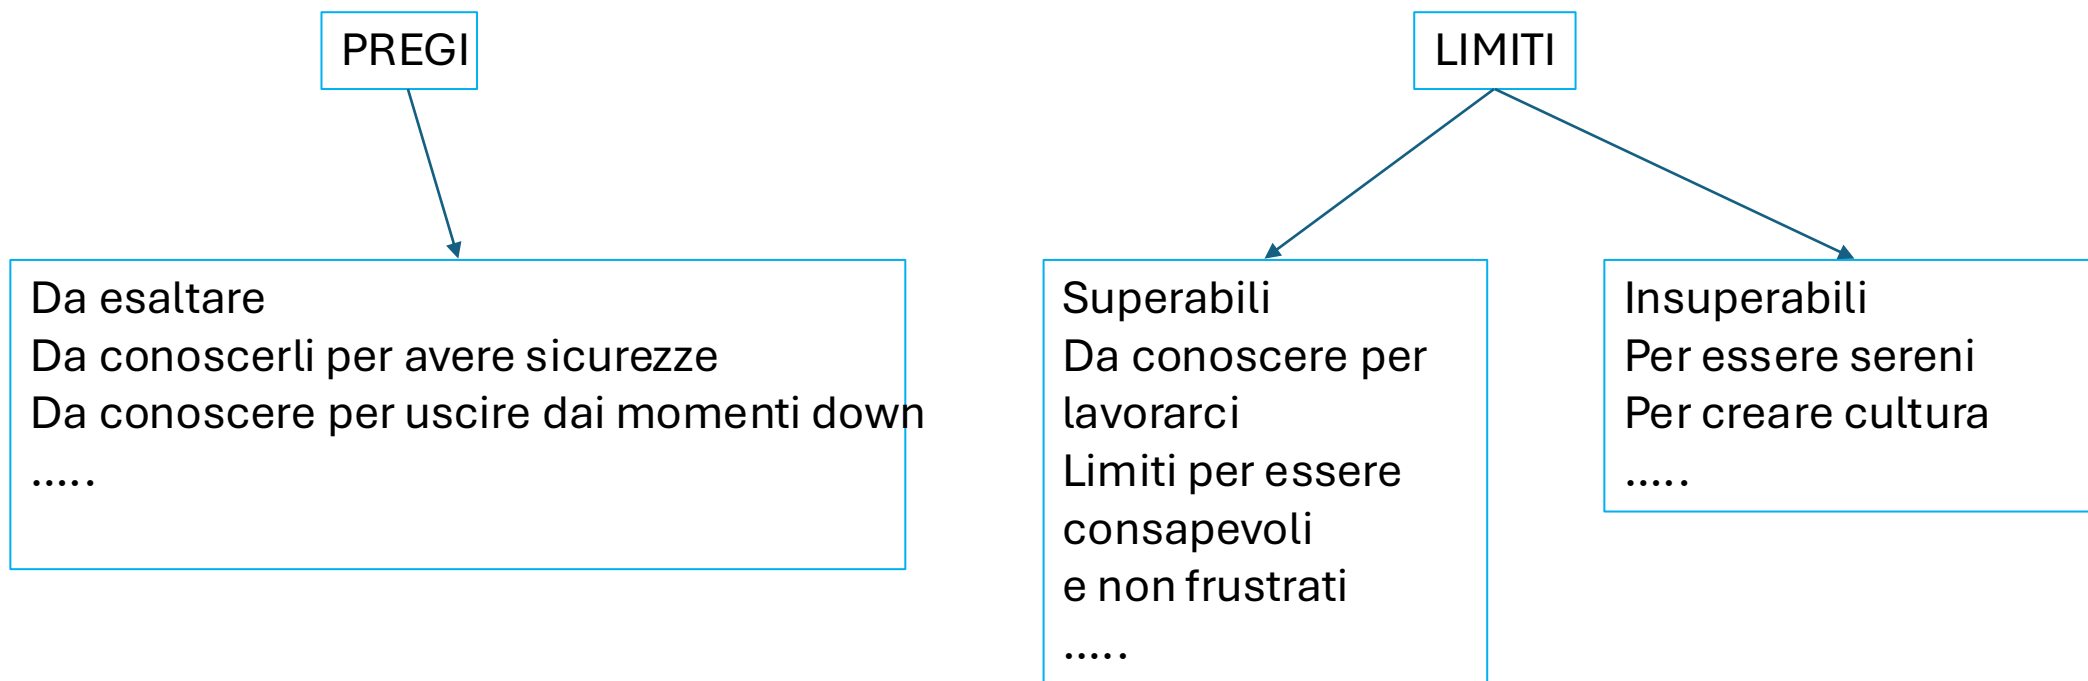 PREGI
LIMITI
Da esaltare
Da conoscerli per avere sicurezze
Da conoscere per uscire dai momenti down
.....
Superabili
Da conoscere per
lavorarci
Limiti per essere
consapevoli
e non frustrati
.....
Insuperabili
Per essere sereni
Per creare cultura
.....